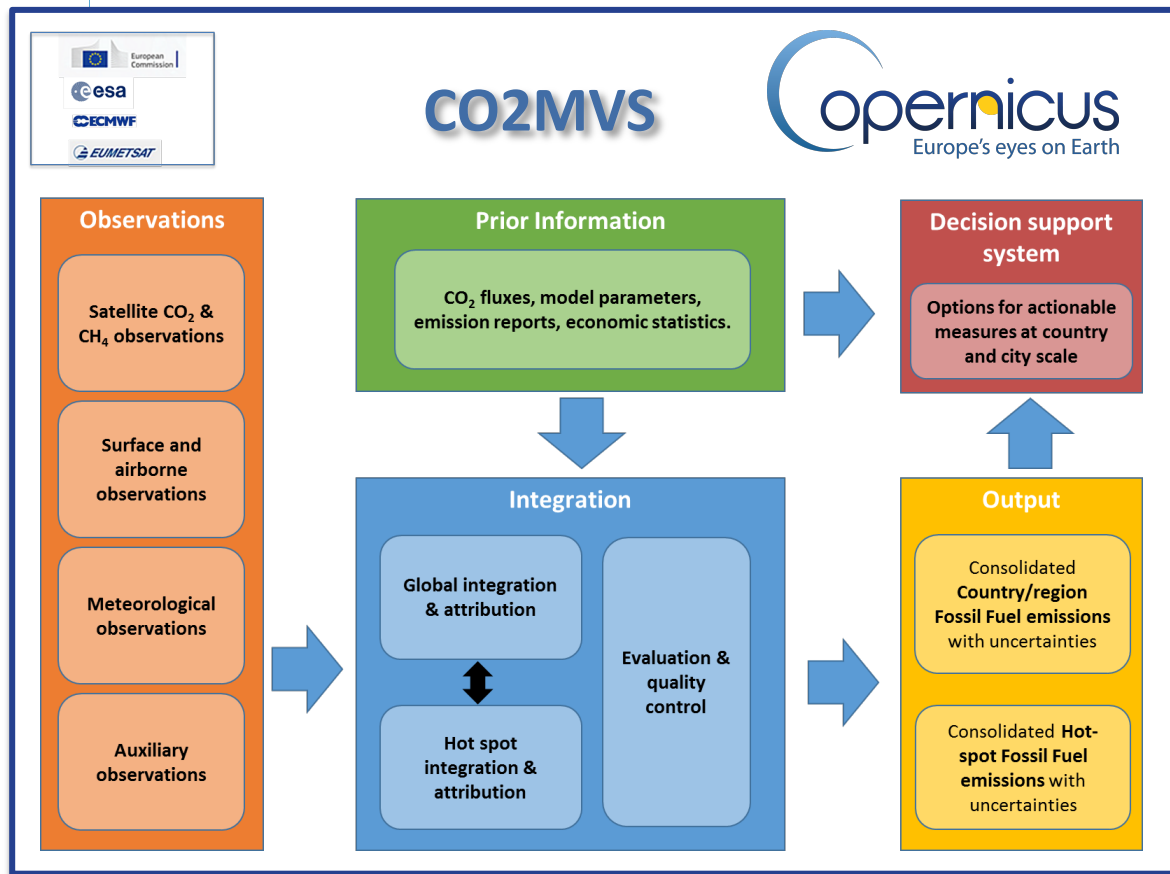 European
Commission
esa
ECMWF
EUMETSAT
CO2MVS
Copernicus
Europe's eyes on Earth
Observations
Satellite CO₂ &
CH₄ observations
Surface and
airborne
observations
Meteorological
observations
Auxiliary
observations
Prior Information
CO₂ fluxes, model parameters,
emission reports, economic statistics.
Integration
Global integration
& attribution
Hot spot
integration &
attribution
Evaluation &
quality
control
Decision support
system
Options for actionable
measures at country
and city scale
Output
Consolidated
Country/region
Fossil Fuel emissions
with uncertainties
Consolidated Hot-
spot Fossil Fuel
emissions with
uncertainties